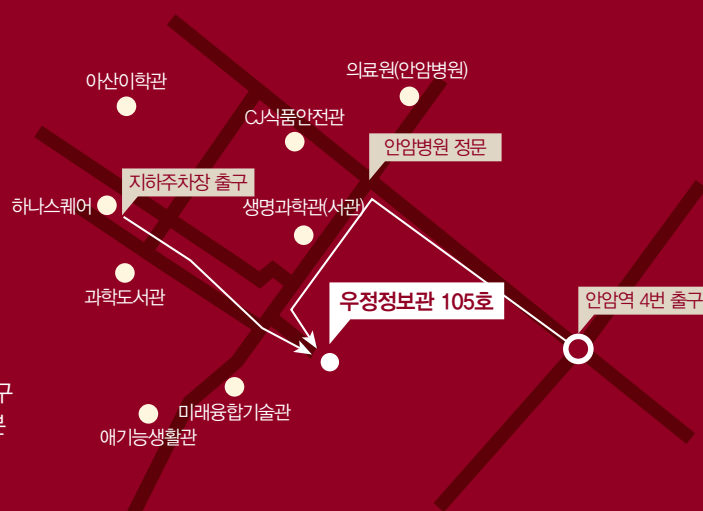 의료원(안암병원)
아산이학관
CJ식품안전관
안암병원 정문
지하주차장 출구
하나스퀘어
생명과학관(서관)
과학도서관
우정정보관 105호
안암역 4번 출구
구
분
미래융합기술관
애기능생활관